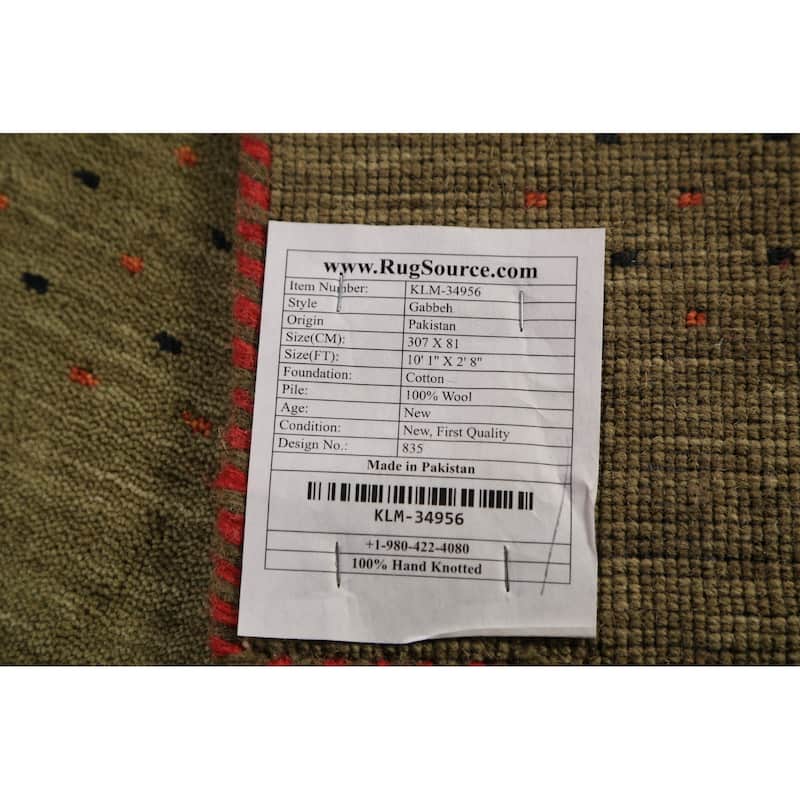 www.RugSource.com
Item Number: KLM-34956
Style Gabbeh
Origin Pakistan
Size(CM): 307 X 81
Size(FT): 10' 1" X 2' 8"
Foundation: Cotton
Pile: 100% Wool
Age: New
Condition: New, First Quality
Design No.: 835
Made in Pakistan
KLM-34956
+1-980-422-4080
100% Hand Knotted